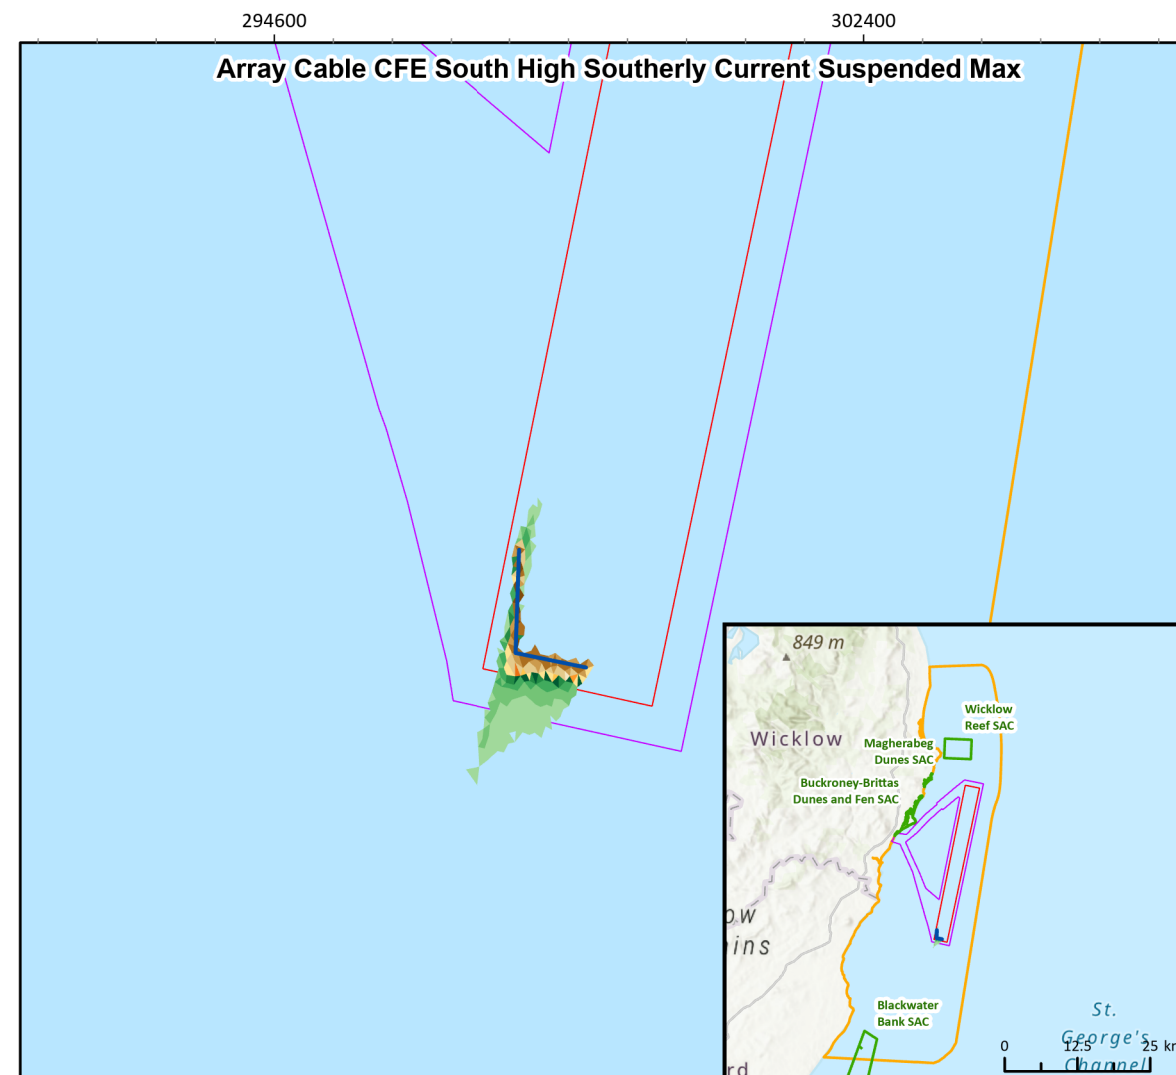 294600
302400
Array Cable CFE South High Southerly Current Suspended Max
849 m
Wicklow
Reef SAC
Wicklow
Magherabeg
Dunes SAC
Buckroney-Brittas
Dunes and Fen SAC
ow
ins
Blackwater
Bank SAC
St.
George's
Channel
0
12.5
25 km
rd